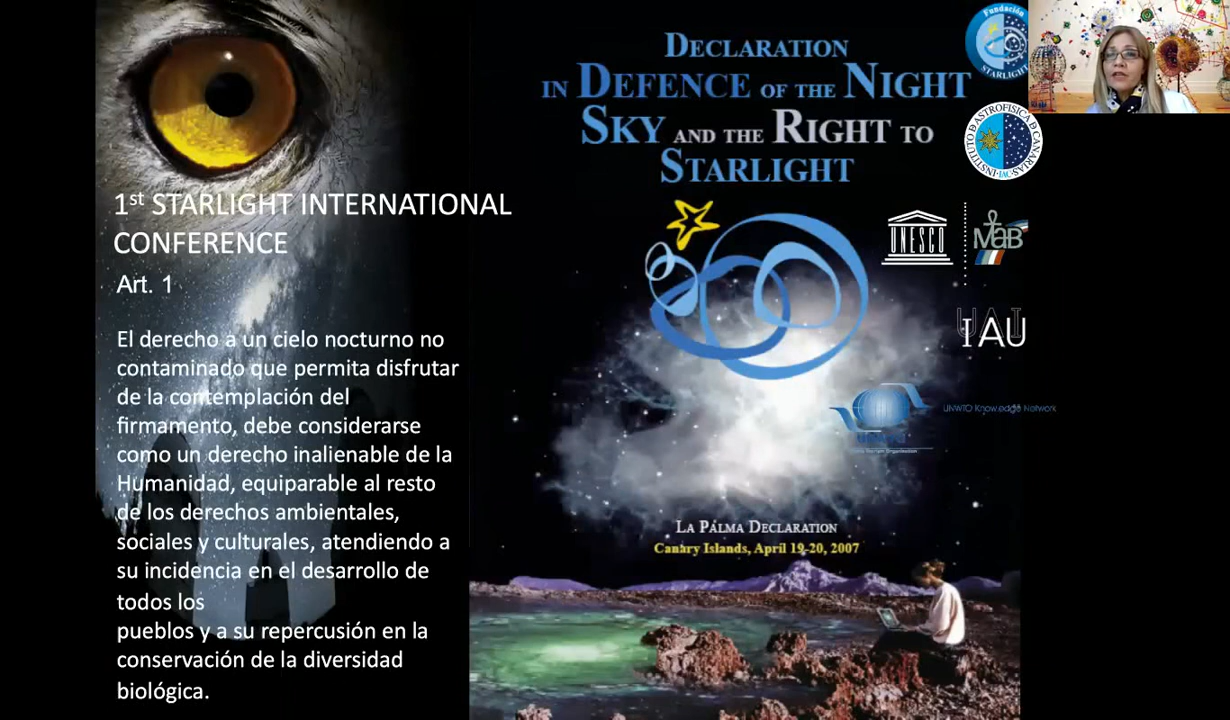 1st STARLIGHT INTERNATIONAL
CONFERENCE
Art. 1
El derecho a un cielo nocturno no
contaminado que permita disfrutar
de la contemplación del
firmamento, debe considerarse
como un derecho inalienable de la
Humanidad, equiparable al resto
de los derechos ambientales,
sociales y culturales, atendiendo a
su incidencia en el desarrollo de
todos los
pueblos y a su repercusión en la
conservación de la diversidad
biológica.
DECLARATION
IN DEFENCE OF THE NIGHT
SKY AND THE RIGHT TO
STARLIGHT
Fundación
STARLIGHT
INSTITUTO D ASTROFISICA D CANARIAS
·IAC·
UNESCO
MaB
IAU
UNWTO Knowledge Network
LA PALMA DECLARATION
Canary Islands, April 19-20, 2007